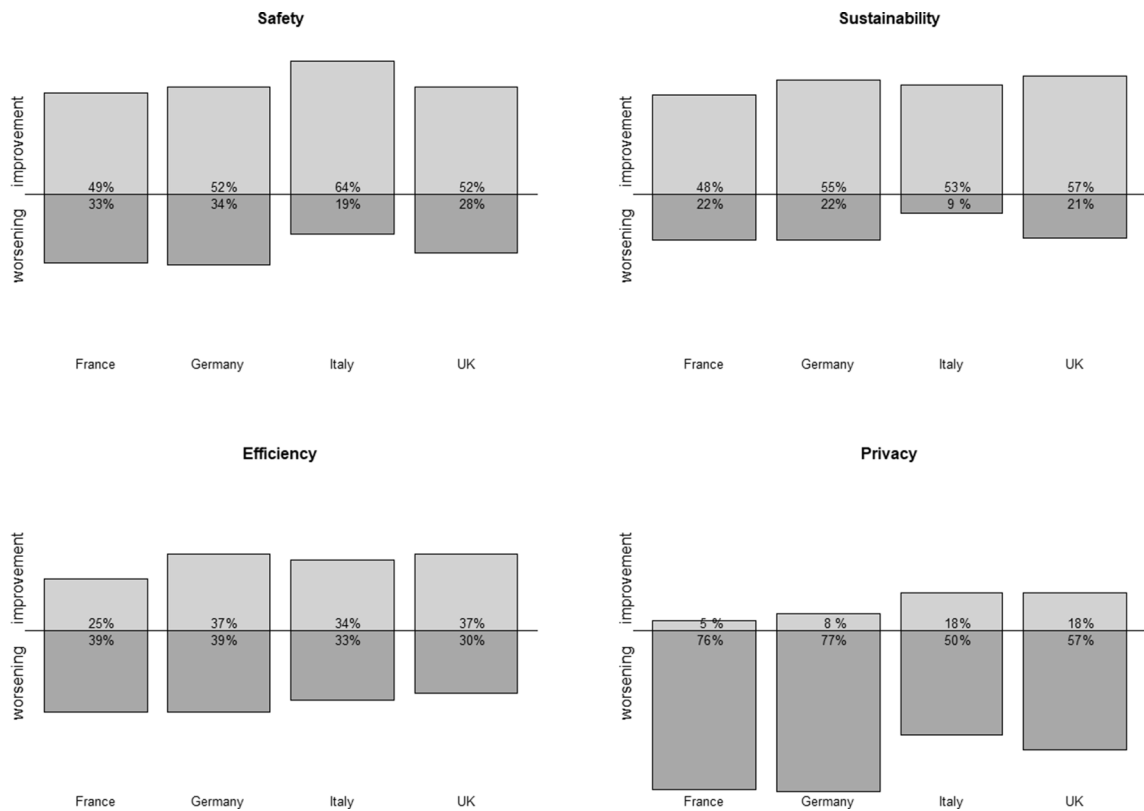 Safety
improvement
worsening
49% 52% 64% 52%
33% 34% 19% 28%
France Germany Italy UK
Sustainability
improvement
worsening
48% 55% 53% 57%
22% 22% 9 % 21%
France Germany Italy UK
Efficiency
improvement
worsening
25% 37% 34% 37%
39% 39% 33% 30%
France Germany Italy UK
Privacy
improvement
worsening
5 % 8 % 18% 18%
76% 77% 50% 57%
France Germany Italy UK